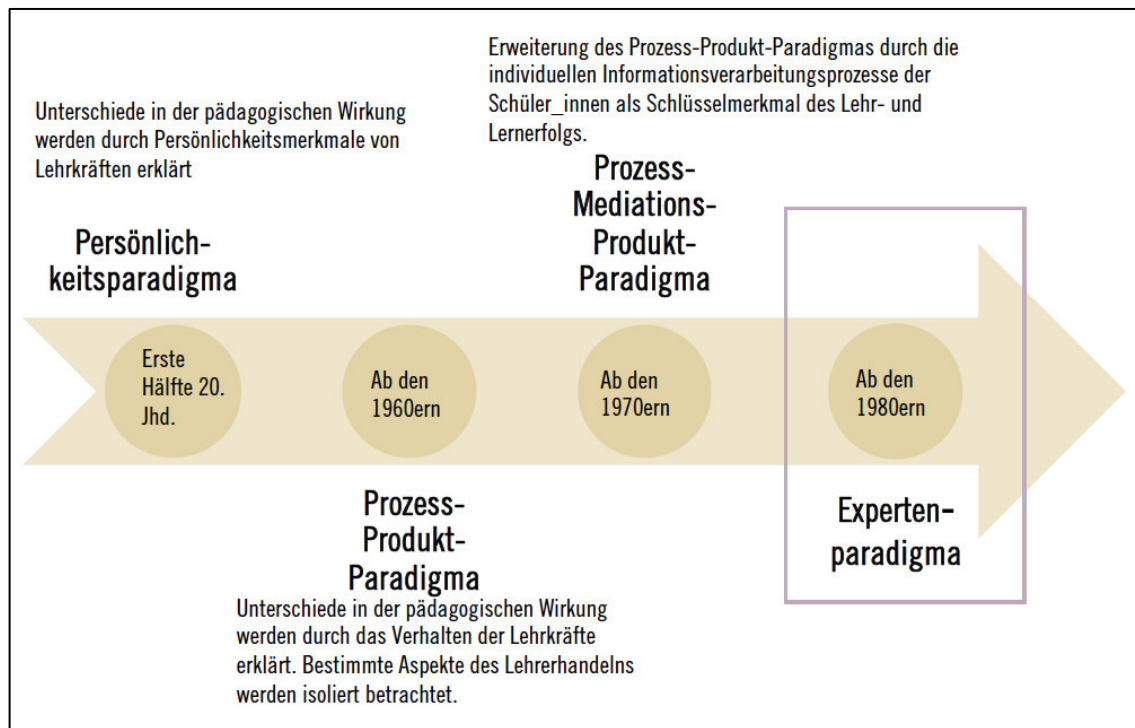 Unterschiede in der pädagogischen Wirkung
werden durch Persönlichkeitsmerkmale von
Lehrkräften erklärt
Persönlich-
keitsparadigma
Erste
Hälfte 20.
Jhd.
Ab den
1960ern
Prozess-
Produkt-
Paradigma
Unterschiede in der pädagogischen Wirkung
werden durch das Verhalten der Lehrkräfte
erklärt. Bestimmte Aspekte des Lehrerhandelns
werden isoliert betrachtet.
Erweiterung des Prozess-Produkt-Paradigmas durch die
individuellen Informationsverarbeitungsprozesse der
Schüler_innen als Schlüsselmerkmal des Lehr- und
Lernerfolgs.
Prozess-
Mediations-
Produkt-
Paradigma
Ab den
1970ern
Ab den
1980ern
Experten-
paradigma